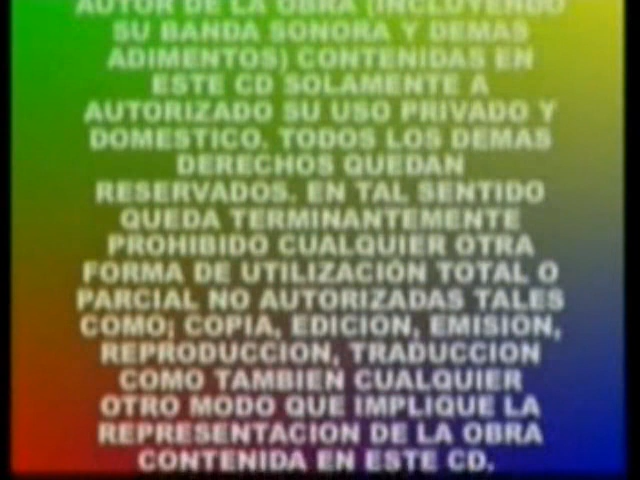 AUTOR DE LA OBRA (INCLUYENDO
SU BANDA SONORA Y DEMAS
ADIMENTOS) CONTENIDAS EN
ESTE CD SOLAMENTE A
AUTORIZADO SU USO PRIVADO Y
DOMESTICO. TODOS LOS DEMAS
DERECHOS QUEDAN
RESERVADOS. EN TAL SENTIDO
QUEDA TERMINANTEMENTE
PROHIBIDO CUALQUIER OTRA
FORMA DE UTILIZACIÓN TOTAL O
PARCIAL NO AUTORIZADAS TALES
COMO; COPIA, EDICION, EMISION,
REPRODUCCION, TRADUCCION
COMO TAMBIEN CUALQUIER
OTRO MODO QUE IMPLIQUE LA
REPRESENTACION DE LA OBRA
CONTENIDA EN ESTE CD.